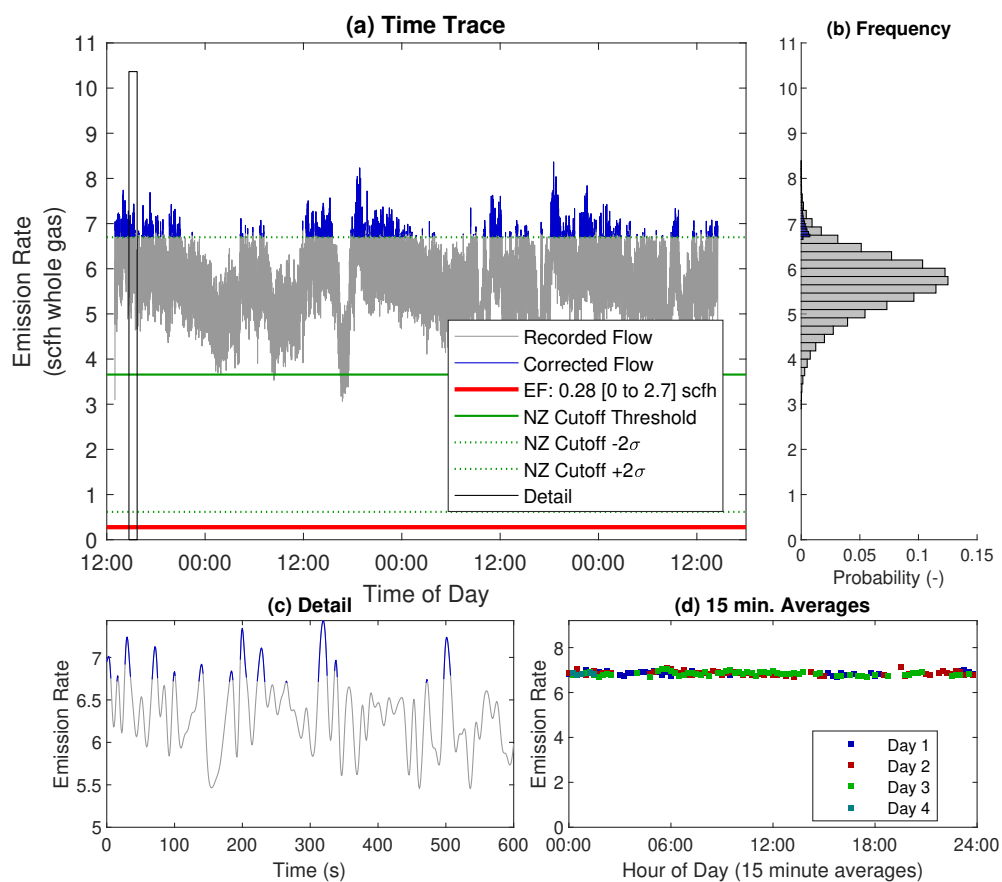 (a) Time Trace
Emission Rate
(scfh whole gas)
11
10
9
8
7
6
5
4
3
2
1
0
12:00
00:00
12:00
00:00
12:00
00:00
12:00
Time of Day
Recorded Flow
Corrected Flow
EF: 0.28 [0 to 2.7] scfh
NZ Cutoff Threshold
NZ Cutoff -2σ
NZ Cutoff +2σ
Detail
(b) Frequency
11
10
9
8
7
6
5
4
3
2
1
0
0
0.05
0.1
0.15
Probability (-)
(c) Detail
Emission Rate
7
6.5
6
5.5
5
0
100
200
300
400
500
600
Time (s)
(d) 15 min. Averages
Emission Rate
8
6
4
2
0
00:00
06:00
12:00
18:00
24:00
Hour of Day (15 minute averages)
Day 1
Day 2
Day 3
Day 4